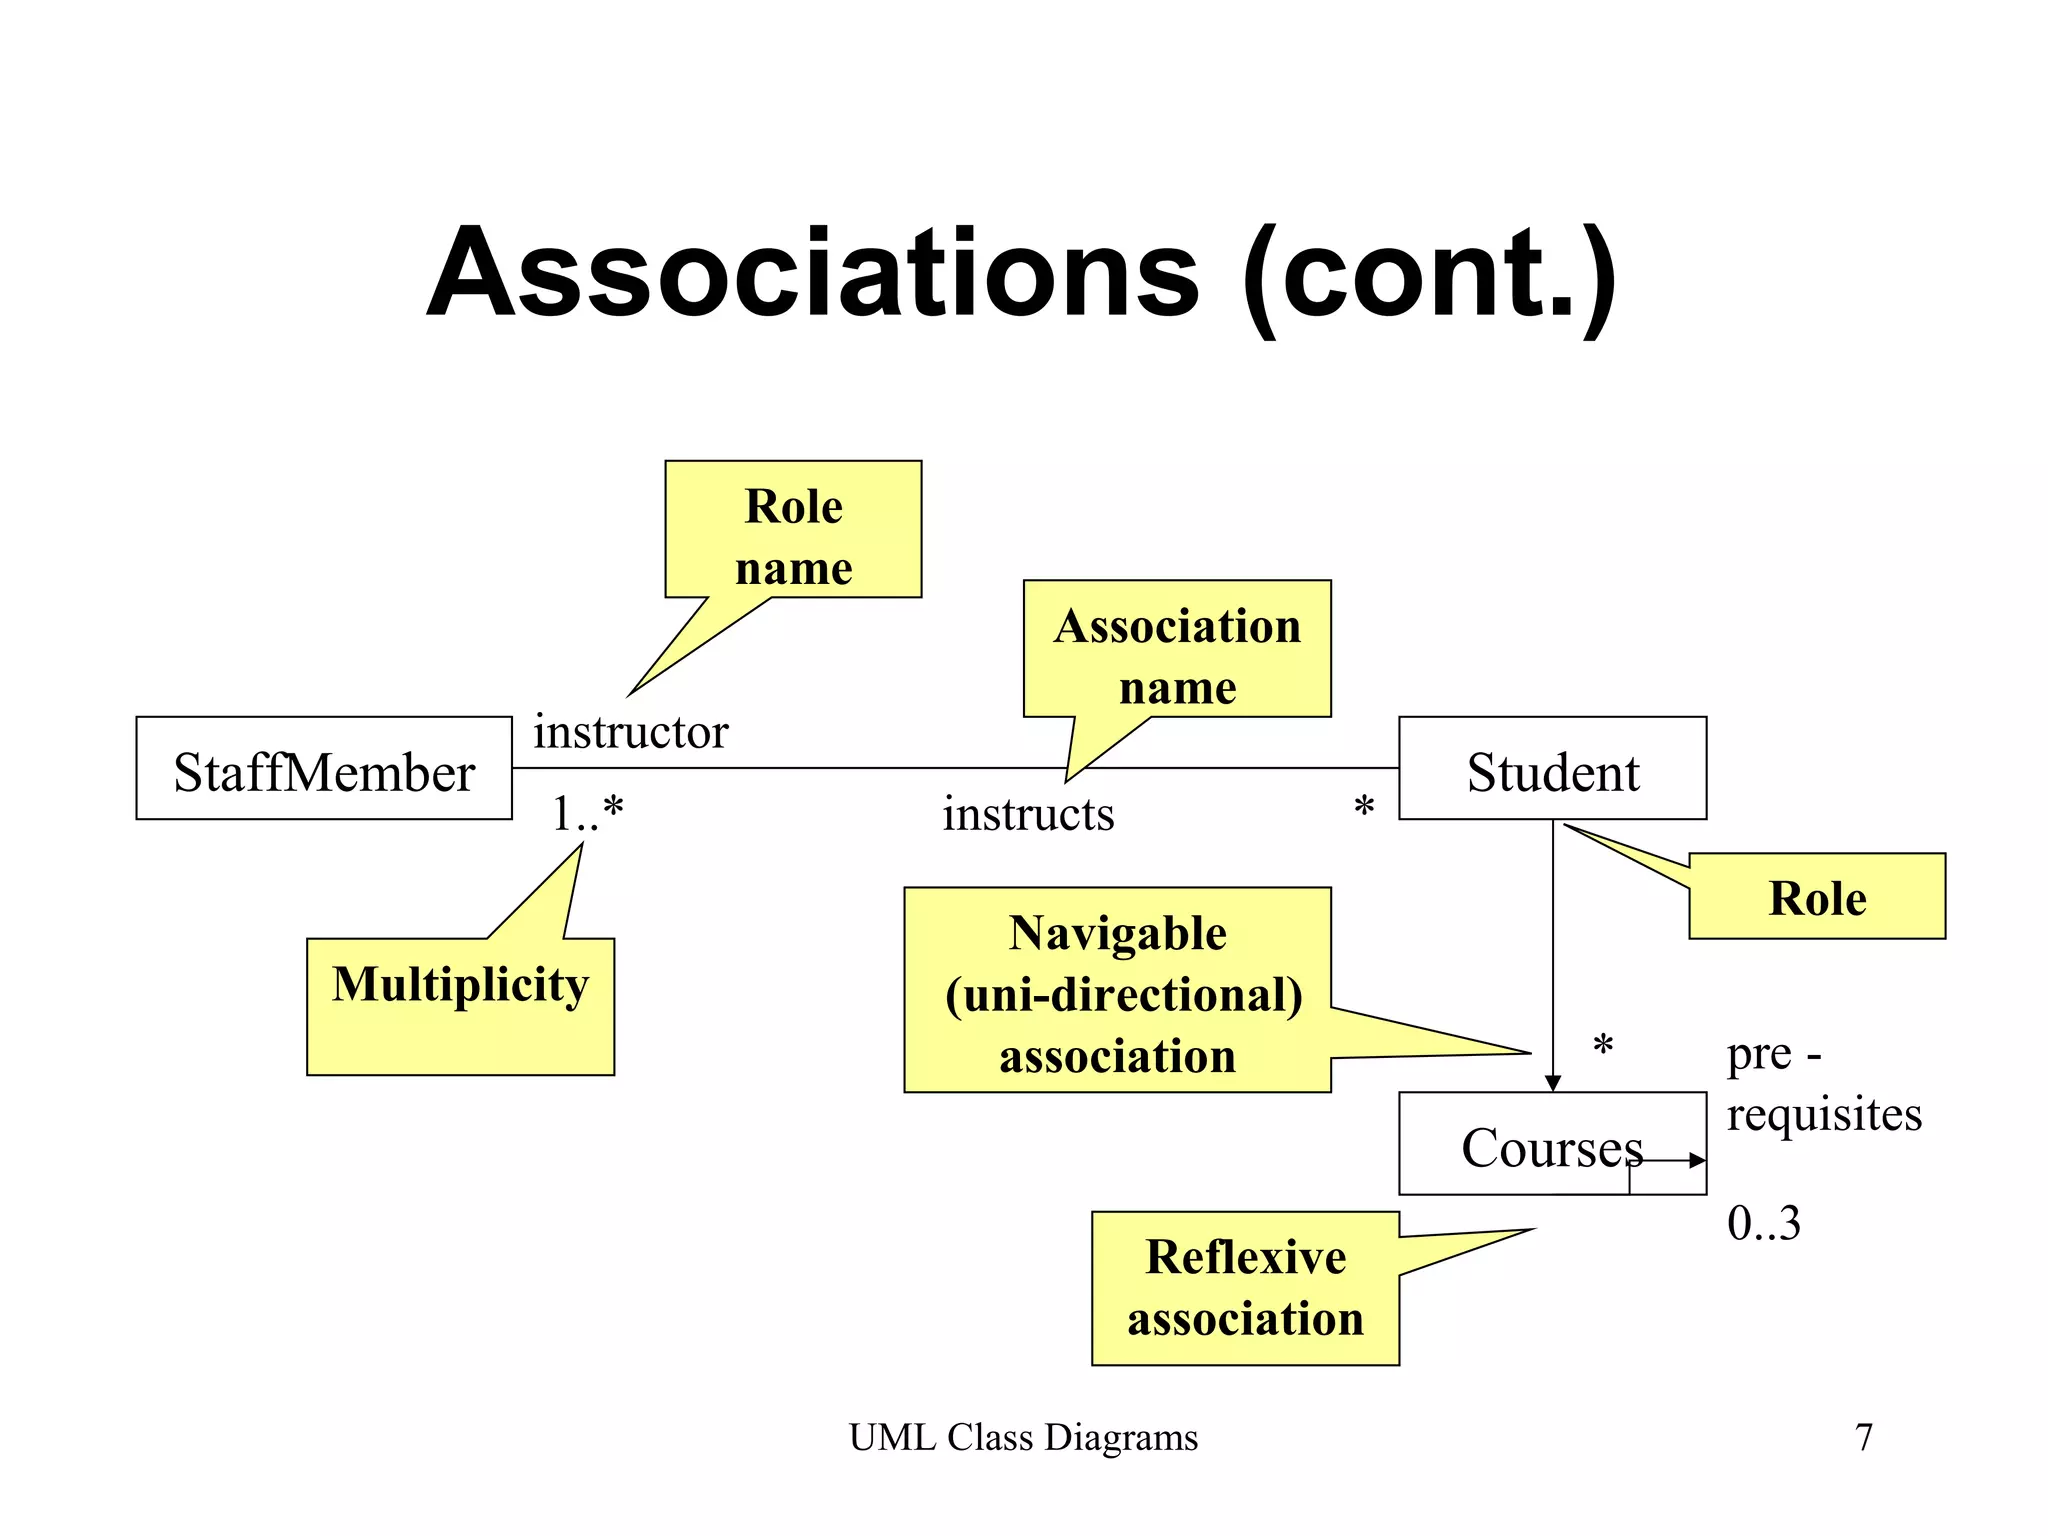 Associations (cont.)
Role
name
Association
name
instructor
StaffMember
Student
1..*
instructs
*
Role
Multiplicity
Navigable
(uni-directional)
association
*
pre -
requisites
Courses
0..3
Reflexive
association
UML Class Diagrams
7